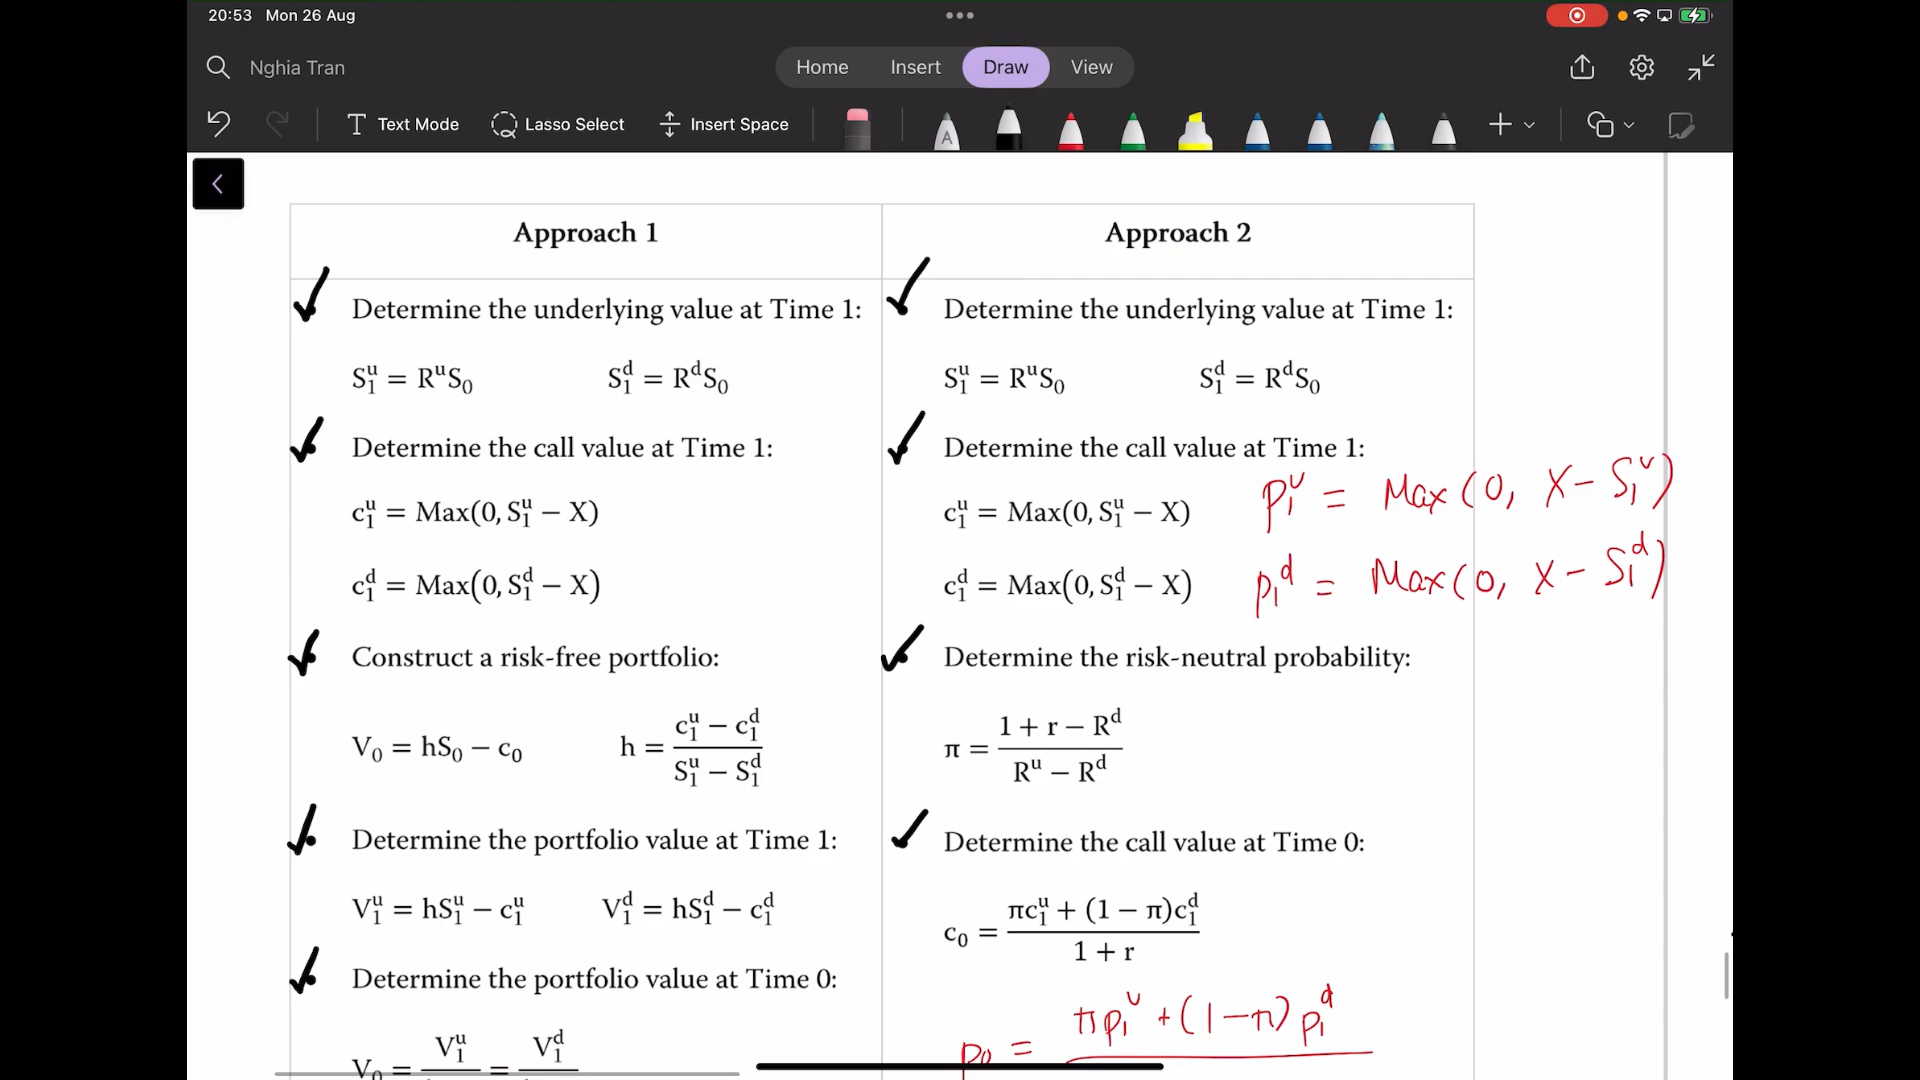 20:53 Mon 26 Aug
Nghia Tran
Home Insert Draw View
Text Mode Lasso Select Insert Space
A
Approach 1
Determine the underlying value at Time 1:
S₁ᵘ = RᵘS₀ S₁ᵈ = RᵈS₀
Determine the call value at Time 1:
c₁ᵘ = Max(0, S₁ᵘ − X)
c₁ᵈ = Max(0, S₁ᵈ − X)
Construct a risk-free portfolio:
V₀ = hS₀ − c₀ h = (c₁ᵘ − c₁ᵈ) / (S₁ᵘ − S₁ᵈ)
Determine the portfolio value at Time 1:
V₁ᵘ = hS₁ᵘ − c₁ᵘ V₁ᵈ = hS₁ᵈ − c₁ᵈ
Determine the portfolio value at Time 0:
V₀ = V₁ᵘ = V₁ᵈ
Approach 2
Determine the underlying value at Time 1:
S₁ᵘ = RᵘS₀ S₁ᵈ = RᵈS₀
Determine the call value at Time 1:
c₁ᵘ = Max(0, S₁ᵘ − X)
P₁ᵘ = Max(0, X − S₁ᵘ)
c₁ᵈ = Max(0, S₁ᵈ − X)
P₁ᵈ = Max(0, X − S₁ᵈ)
Determine the risk-neutral probability:
π = (1 + r − Rᵈ) / (Rᵘ − Rᵈ)
Determine the call value at Time 0:
c₀ = (πc₁ᵘ + (1 − π)c₁ᵈ) / (1 + r)
p₀ = πp₁ᵘ + (1−π) p₁ᵈ